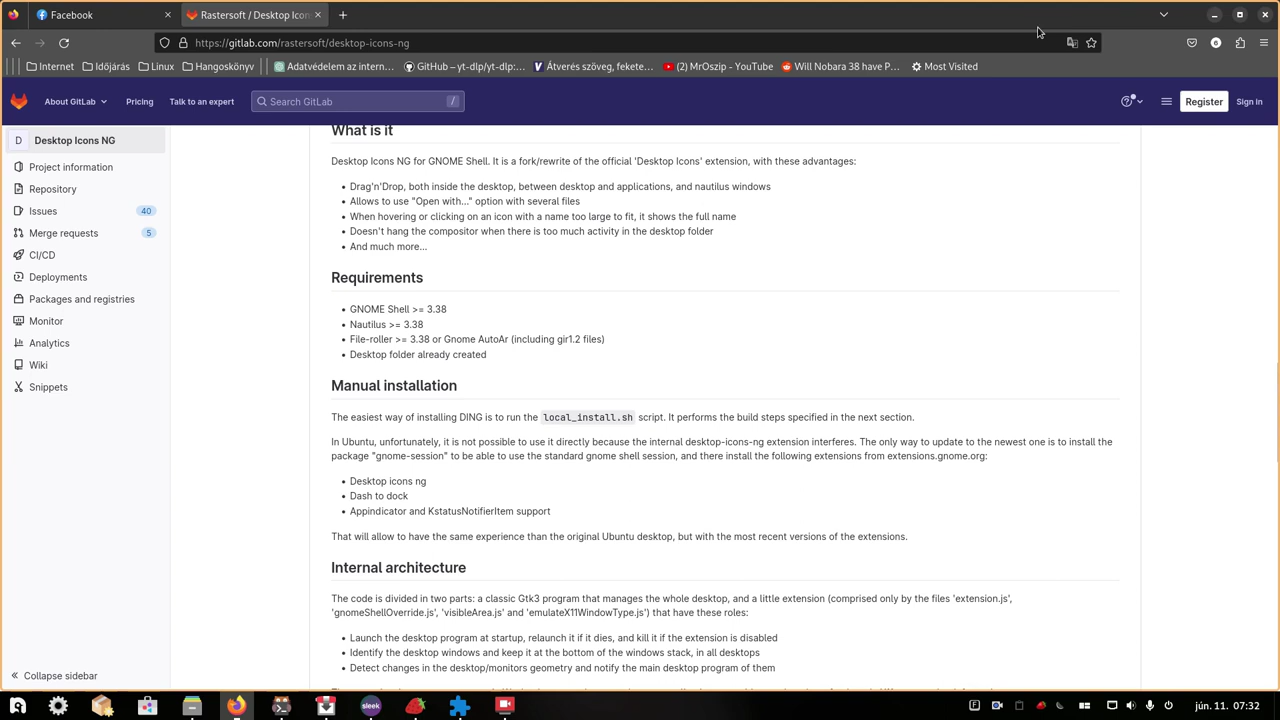 Facebook
Rastersoft / Desktop Icon
https://gitlab.com/rastersoft/desktop-icons-ng
Internet
Időjárás
Linux
Hangoskönyv
Adatvédelem az intern…
GitHub – yt-dlp/yt-dlp:…
Átverés szöveg, fekete…
(2) MrOszip - YouTube
Will Nobara 38 have P…
Most Visited
About GitLab
Pricing
Talk to an expert
Search GitLab
/
Register
Sign in
D
Desktop Icons NG
Project information
Repository
Issues
40
Merge requests
5
CI/CD
Deployments
Packages and registries
Monitor
Analytics
Wiki
Snippets
Collapse sidebar
What is it
Desktop Icons NG for GNOME Shell. It is a fork/rewrite of the official 'Desktop Icons' extension, with these advantages:
• Drag'n'Drop, both inside the desktop, between desktop and applications, and nautilus windows
• Allows to use "Open with..." option with several files
• When hovering or clicking on an icon with a name too large to fit, it shows the full name
• Doesn't hang the compositor when there is too much activity in the desktop folder
• And much more...
Requirements
• GNOME Shell >= 3.38
• Nautilus >= 3.38
• File-roller >= 3.38 or Gnome AutoAr (including gir1.2 files)
• Desktop folder already created
Manual installation
The easiest way of installing DING is to run the local_install.sh script. It performs the build steps specified in the next section.
In Ubuntu, unfortunately, it is not possible to use it directly because the internal desktop-icons-ng extension interferes. The only way to update to the newest one is to install the
package "gnome-session" to be able to use the standard gnome shell session, and there install the following extensions from extensions.gnome.org:
• Desktop icons ng
• Dash to dock
• Appindicator and KstatusNotifierItem support
That will allow to have the same experience than the original Ubuntu desktop, but with the most recent versions of the extensions.
Internal architecture
The code is divided in two parts: a classic Gtk3 program that manages the whole desktop, and a little extension (comprised only by the files 'extension.js',
'gnomeShellOverride.js', 'visibleArea.js' and 'emulateX11WindowType.js') that have these roles:
• Launch the desktop program at startup, relaunch it if it dies, and kill it if the extension is disabled
• Identify the desktop windows and keep it at the bottom of the windows stack, in all desktops
• Detect changes in the desktop/monitors geometry and notify the main desktop program of them
sleek
jún. 11. 07:32